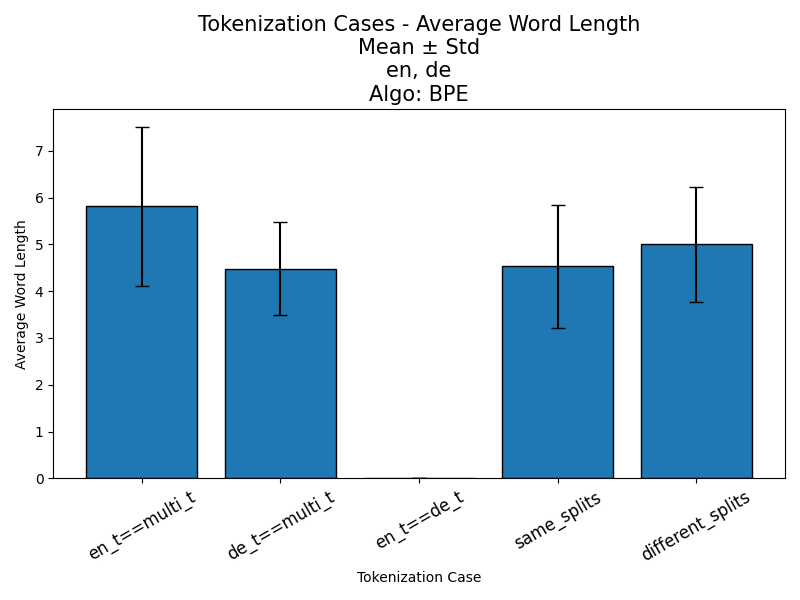 Tokenization Cases - Average Word Length
Mean ± Std
en, de
Algo: BPE
Average Word Length
7
6
5
4
3
2
1
0
en_t==multi_t
de_t==multi_t
en_t==de_t
same_splits
different_splits
Tokenization Case